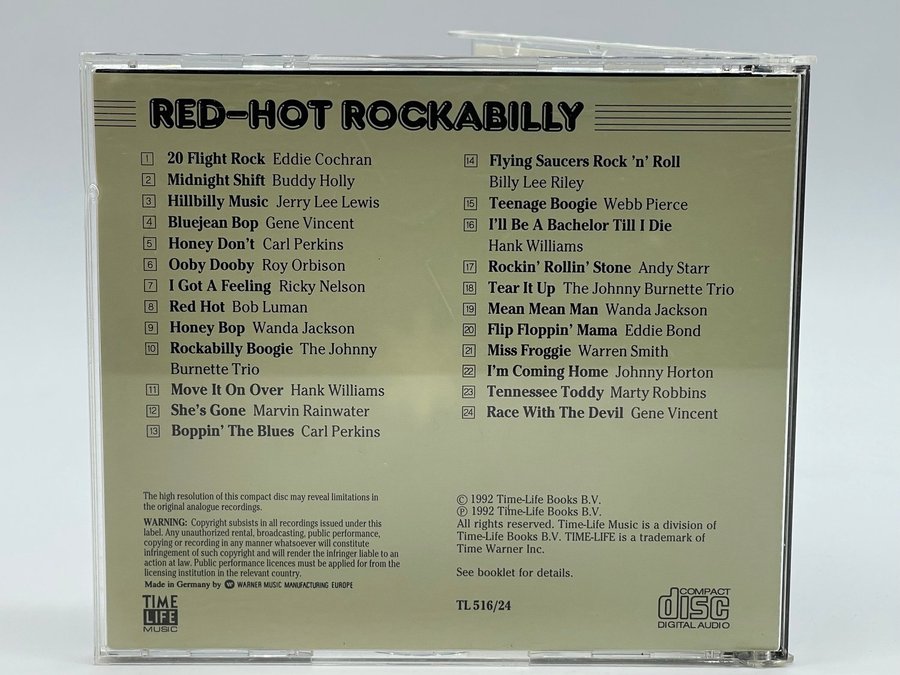 RED-HOT ROCKABILLY
1 20 Flight Rock Eddie Cochran
2 Midnight Shift Buddy Holly
3 Hillbilly Music Jerry Lee Lewis
4 Bluejean Bop Gene Vincent
5 Honey Don't Carl Perkins
6 Ooby Dooby Roy Orbison
7 I Got A Feeling Ricky Nelson
8 Red Hot Bob Luman
9 Honey Bop Wanda Jackson
10 Rockabilly Boogie The Johnny
Burnette Trio
11 Move It On Over Hank Williams
12 She's Gone Marvin Rainwater
13 Boppin' The Blues Carl Perkins
14 Flying Saucers Rock 'n' Roll
Billy Lee Riley
15 Teenage Boogie Webb Pierce
16 I'll Be A Bachelor Till I Die
Hank Williams
17 Rockin' Rollin' Stone Andy Starr
18 Tear It Up The Johnny Burnette Trio
19 Mean Mean Man Wanda Jackson
20 Flip Floppin' Mama Eddie Bond
21 Miss Froggie Warren Smith
22 I'm Coming Home Johnny Horton
23 Tennessee Toddy Marty Robbins
24 Race With The Devil Gene Vincent
The high resolution of this compact disc may reveal limitations in
the original analogue recordings.
WARNING: Copyright subsists in all recordings issued under this
label. Any unauthorized rental, broadcasting, public performance,
copying or recording in any manner whatsoever will constitute
infringement of such copyright and will render the infringer liable to an
action at law. Public performance licences must be applied for from the
licensing institution in the relevant country.
Made in Germany by WARNER MUSIC MANUFACTURING EUROPE
TIME
LIFE
MUSIC
© 1992 Time-Life Books B.V.
℗ 1992 Time-Life Books B.V.
All rights reserved. Time-Life Music is a division of
Time-Life Books B.V. TIME-LIFE is a trademark of
Time Warner Inc.
See booklet for details.
TL 516/24
COMPACT
disc
DIGITAL AUDIO